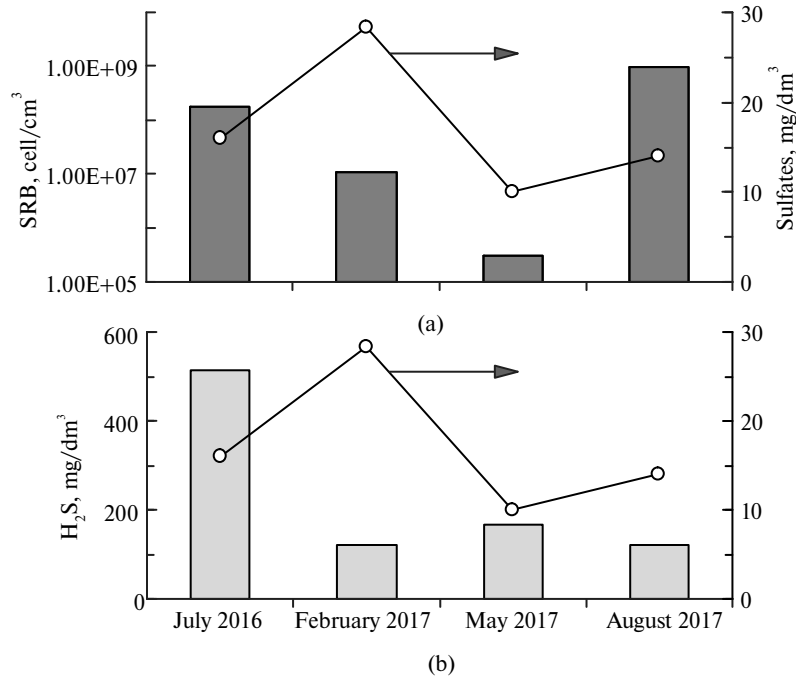 SRB, cell/cm³
1.00E+09
1.00E+07
1.00E+05
30
20
10
0
Sulfates, mg/dm³
(a)
H₂S, mg/dm³
600
400
200
0
30
20
10
0
July 2016
February 2017
May 2017
August 2017
(b)